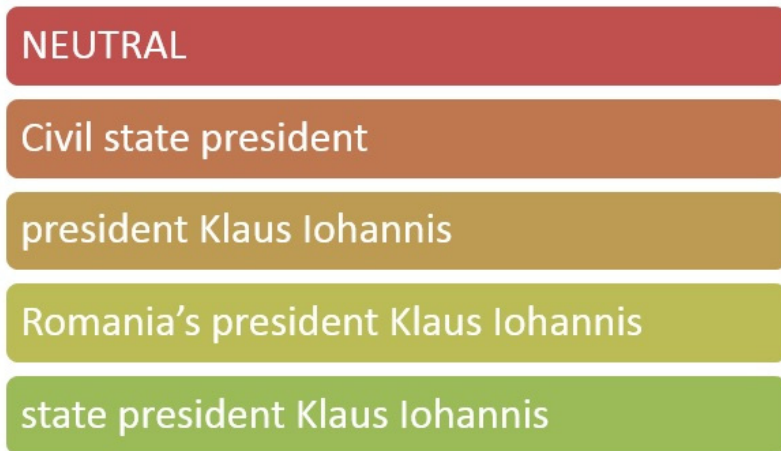 NEUTRAL
Civil state president
president Klaus Iohannis
Romania’s president Klaus Iohannis
state president Klaus Iohannis